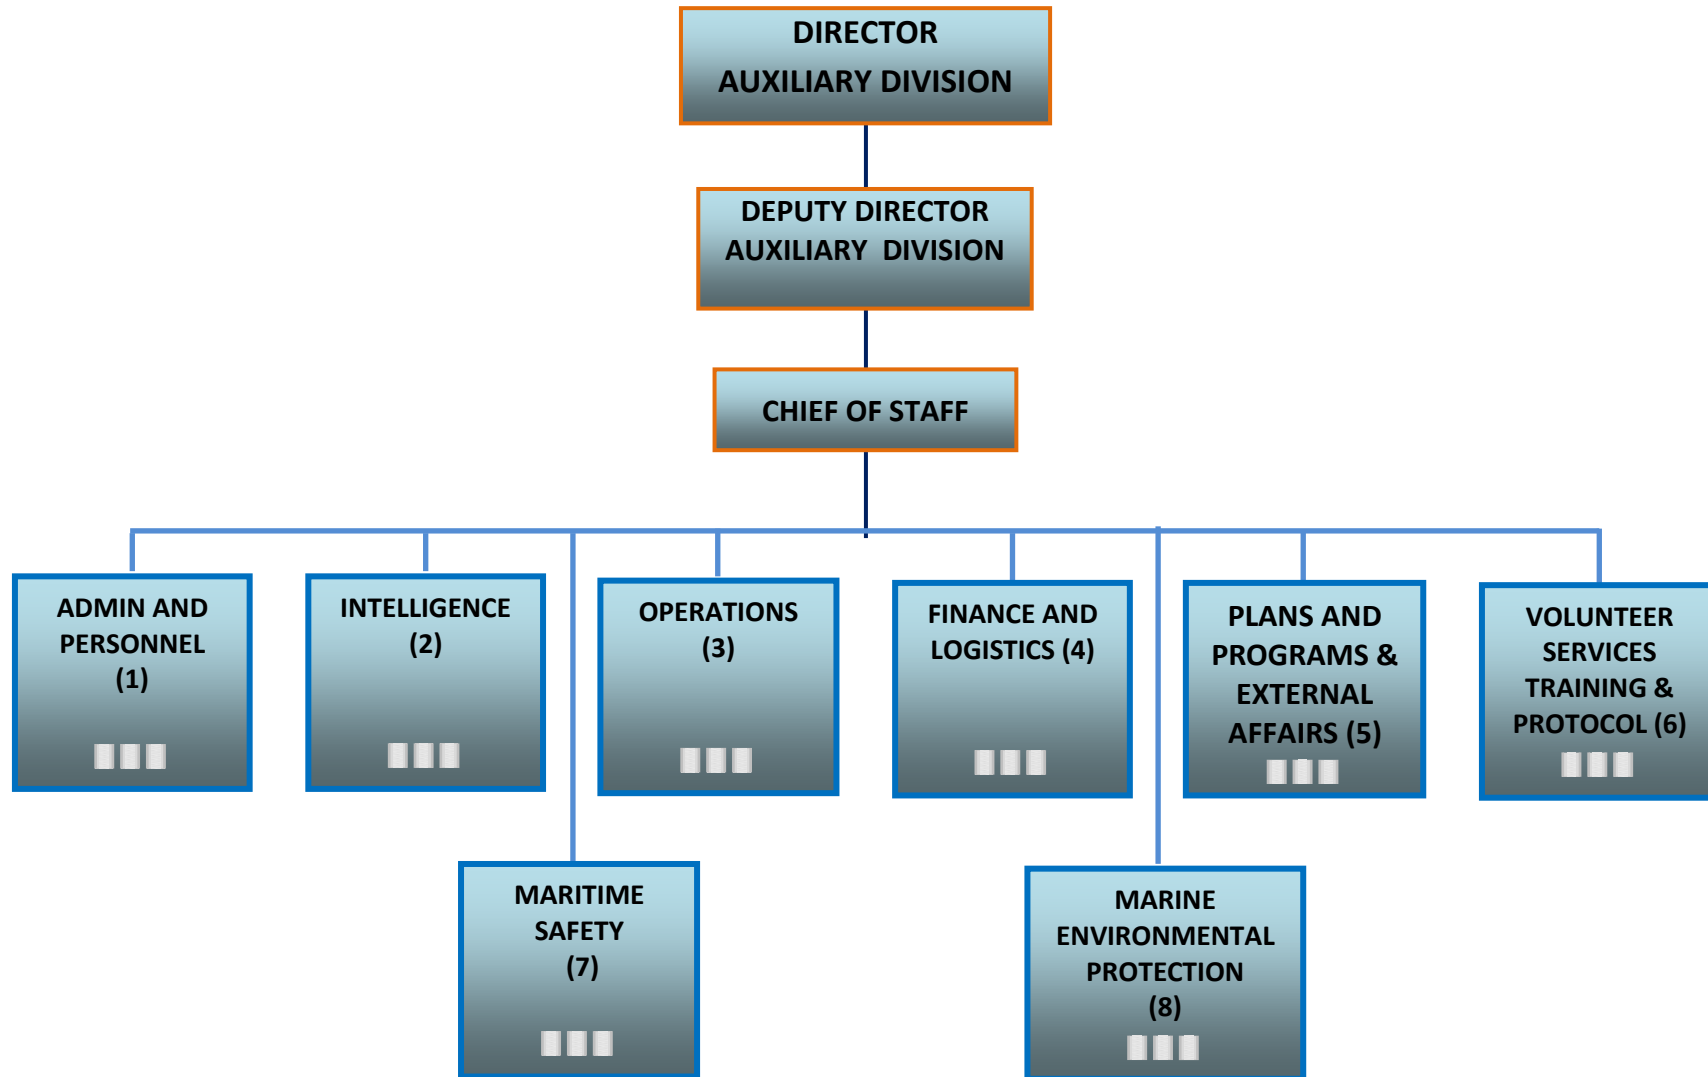 DIRECTOR
AUXILIARY DIVISION
DEPUTY DIRECTOR
AUXILIARY DIVISION
CHIEF OF STAFF
ADMIN AND
PERSONNEL
(1)
INTELLIGENCE
(2)
OPERATIONS
(3)
FINANCE AND
LOGISTICS (4)
PLANS AND
PROGRAMS &
EXTERNAL
AFFAIRS (5)
VOLUNTEER
SERVICES
TRAINING &
PROTOCOL (6)
MARITIME
SAFETY
(7)
MARINE
ENVIRONMENTAL
PROTECTION
(8)